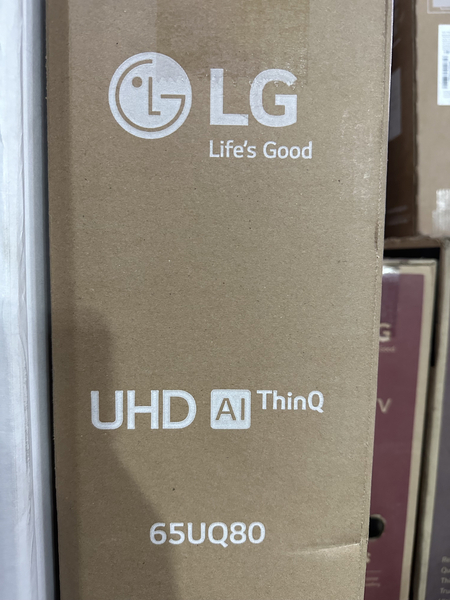 LG
Life's Good
UHD AI ThinQ
65UQ80
G
V